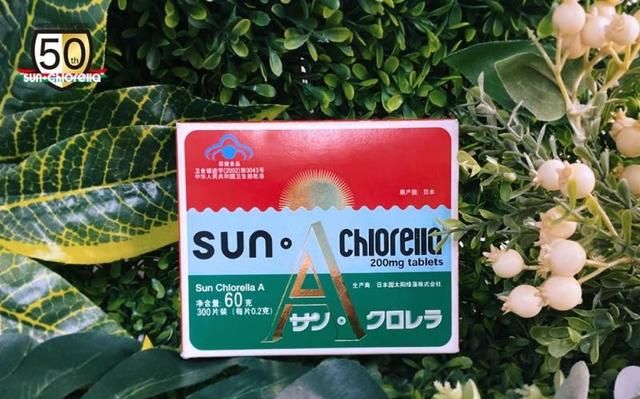 50th
sun·chlorella
保健食品
卫食健进字(2002)第0043号
中华人民共和国卫生部批准
原产国：日本
sun · A chlorella
200mg tablets
Sun Chlorella A
净含量：60克
300片装（每片0.2克）
生产商：日本国太阳绿藻株式会社
サン・クロレラ